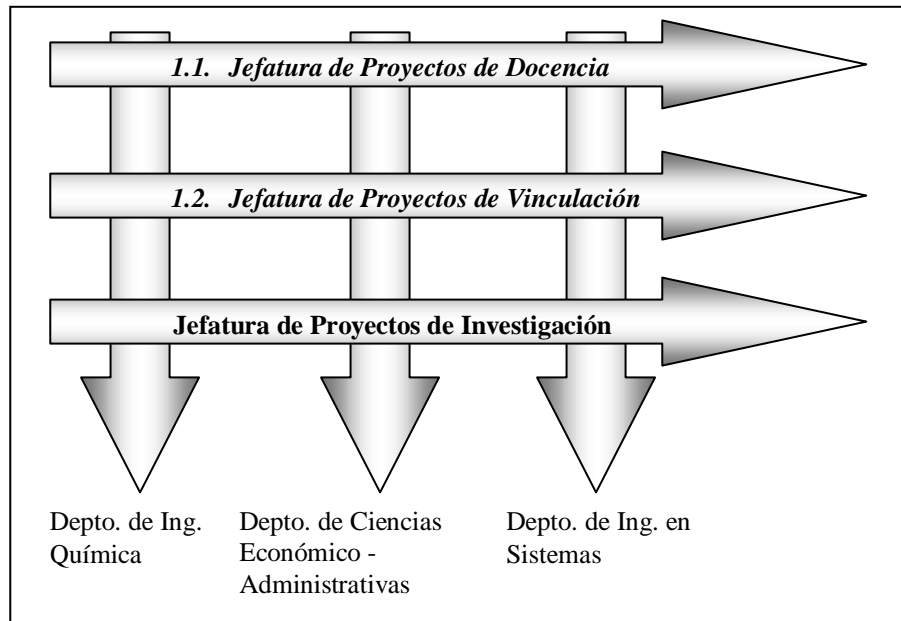 1.1. Jefatura de Proyectos de Docencia
1.2. Jefatura de Proyectos de Vinculación
Jefatura de Proyectos de Investigación
Depto. de Ing.
Química
Depto. de Ciencias
Económico -
Administrativas
Depto. de Ing. en
Sistemas